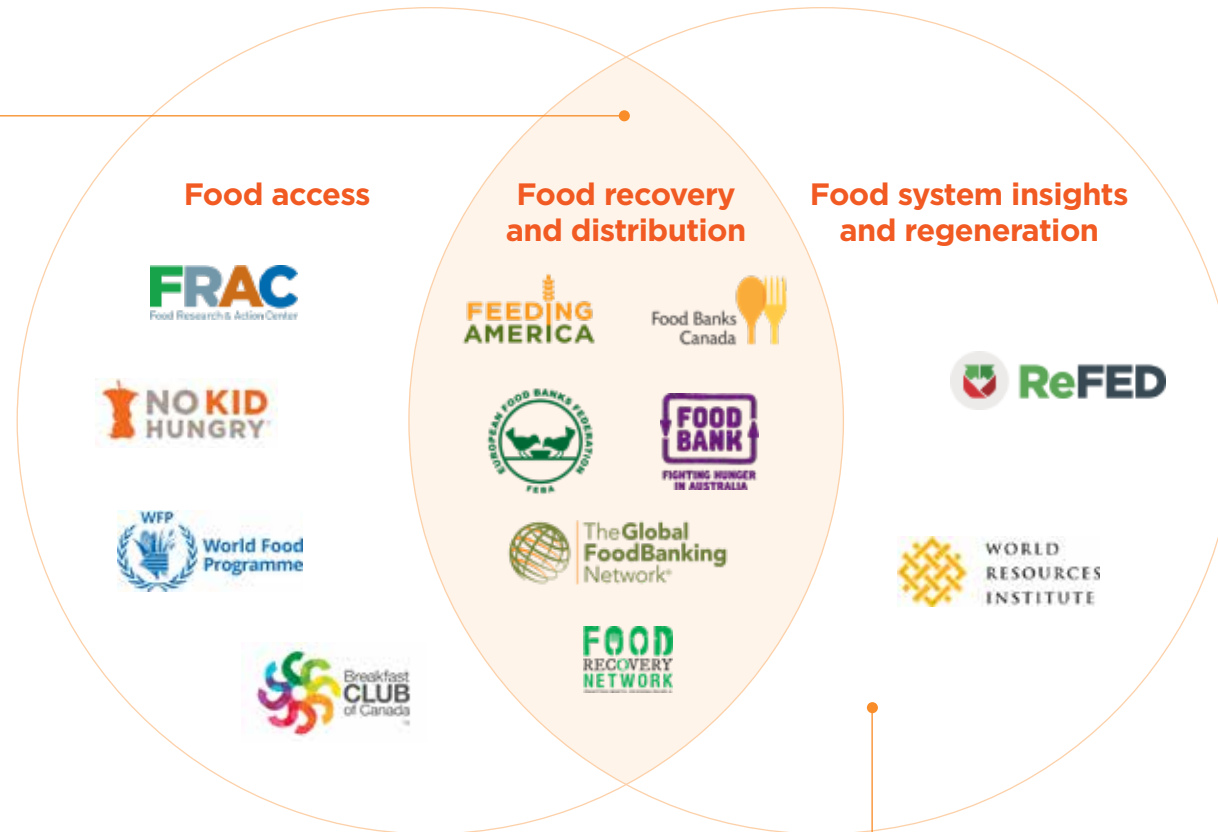 Food access
FRAC
Food Research & Action Center
NO KID
HUNGRY
WFP
World Food
Programme
Breakfast
CLUB
of Canada
Food recovery
and distribution
FEEDING
AMERICA
Food Banks
Canada
EUROPEAN FOOD BANKS FEDERATION
FEBA
FOOD
BANK
FIGHTING HUNGER
IN AUSTRALIA
The Global
FoodBanking
Network®
FOOD
RECOVERY
NETWORK
Food system insights
and regeneration
ReFED
WORLD
RESOURCES
INSTITUTE